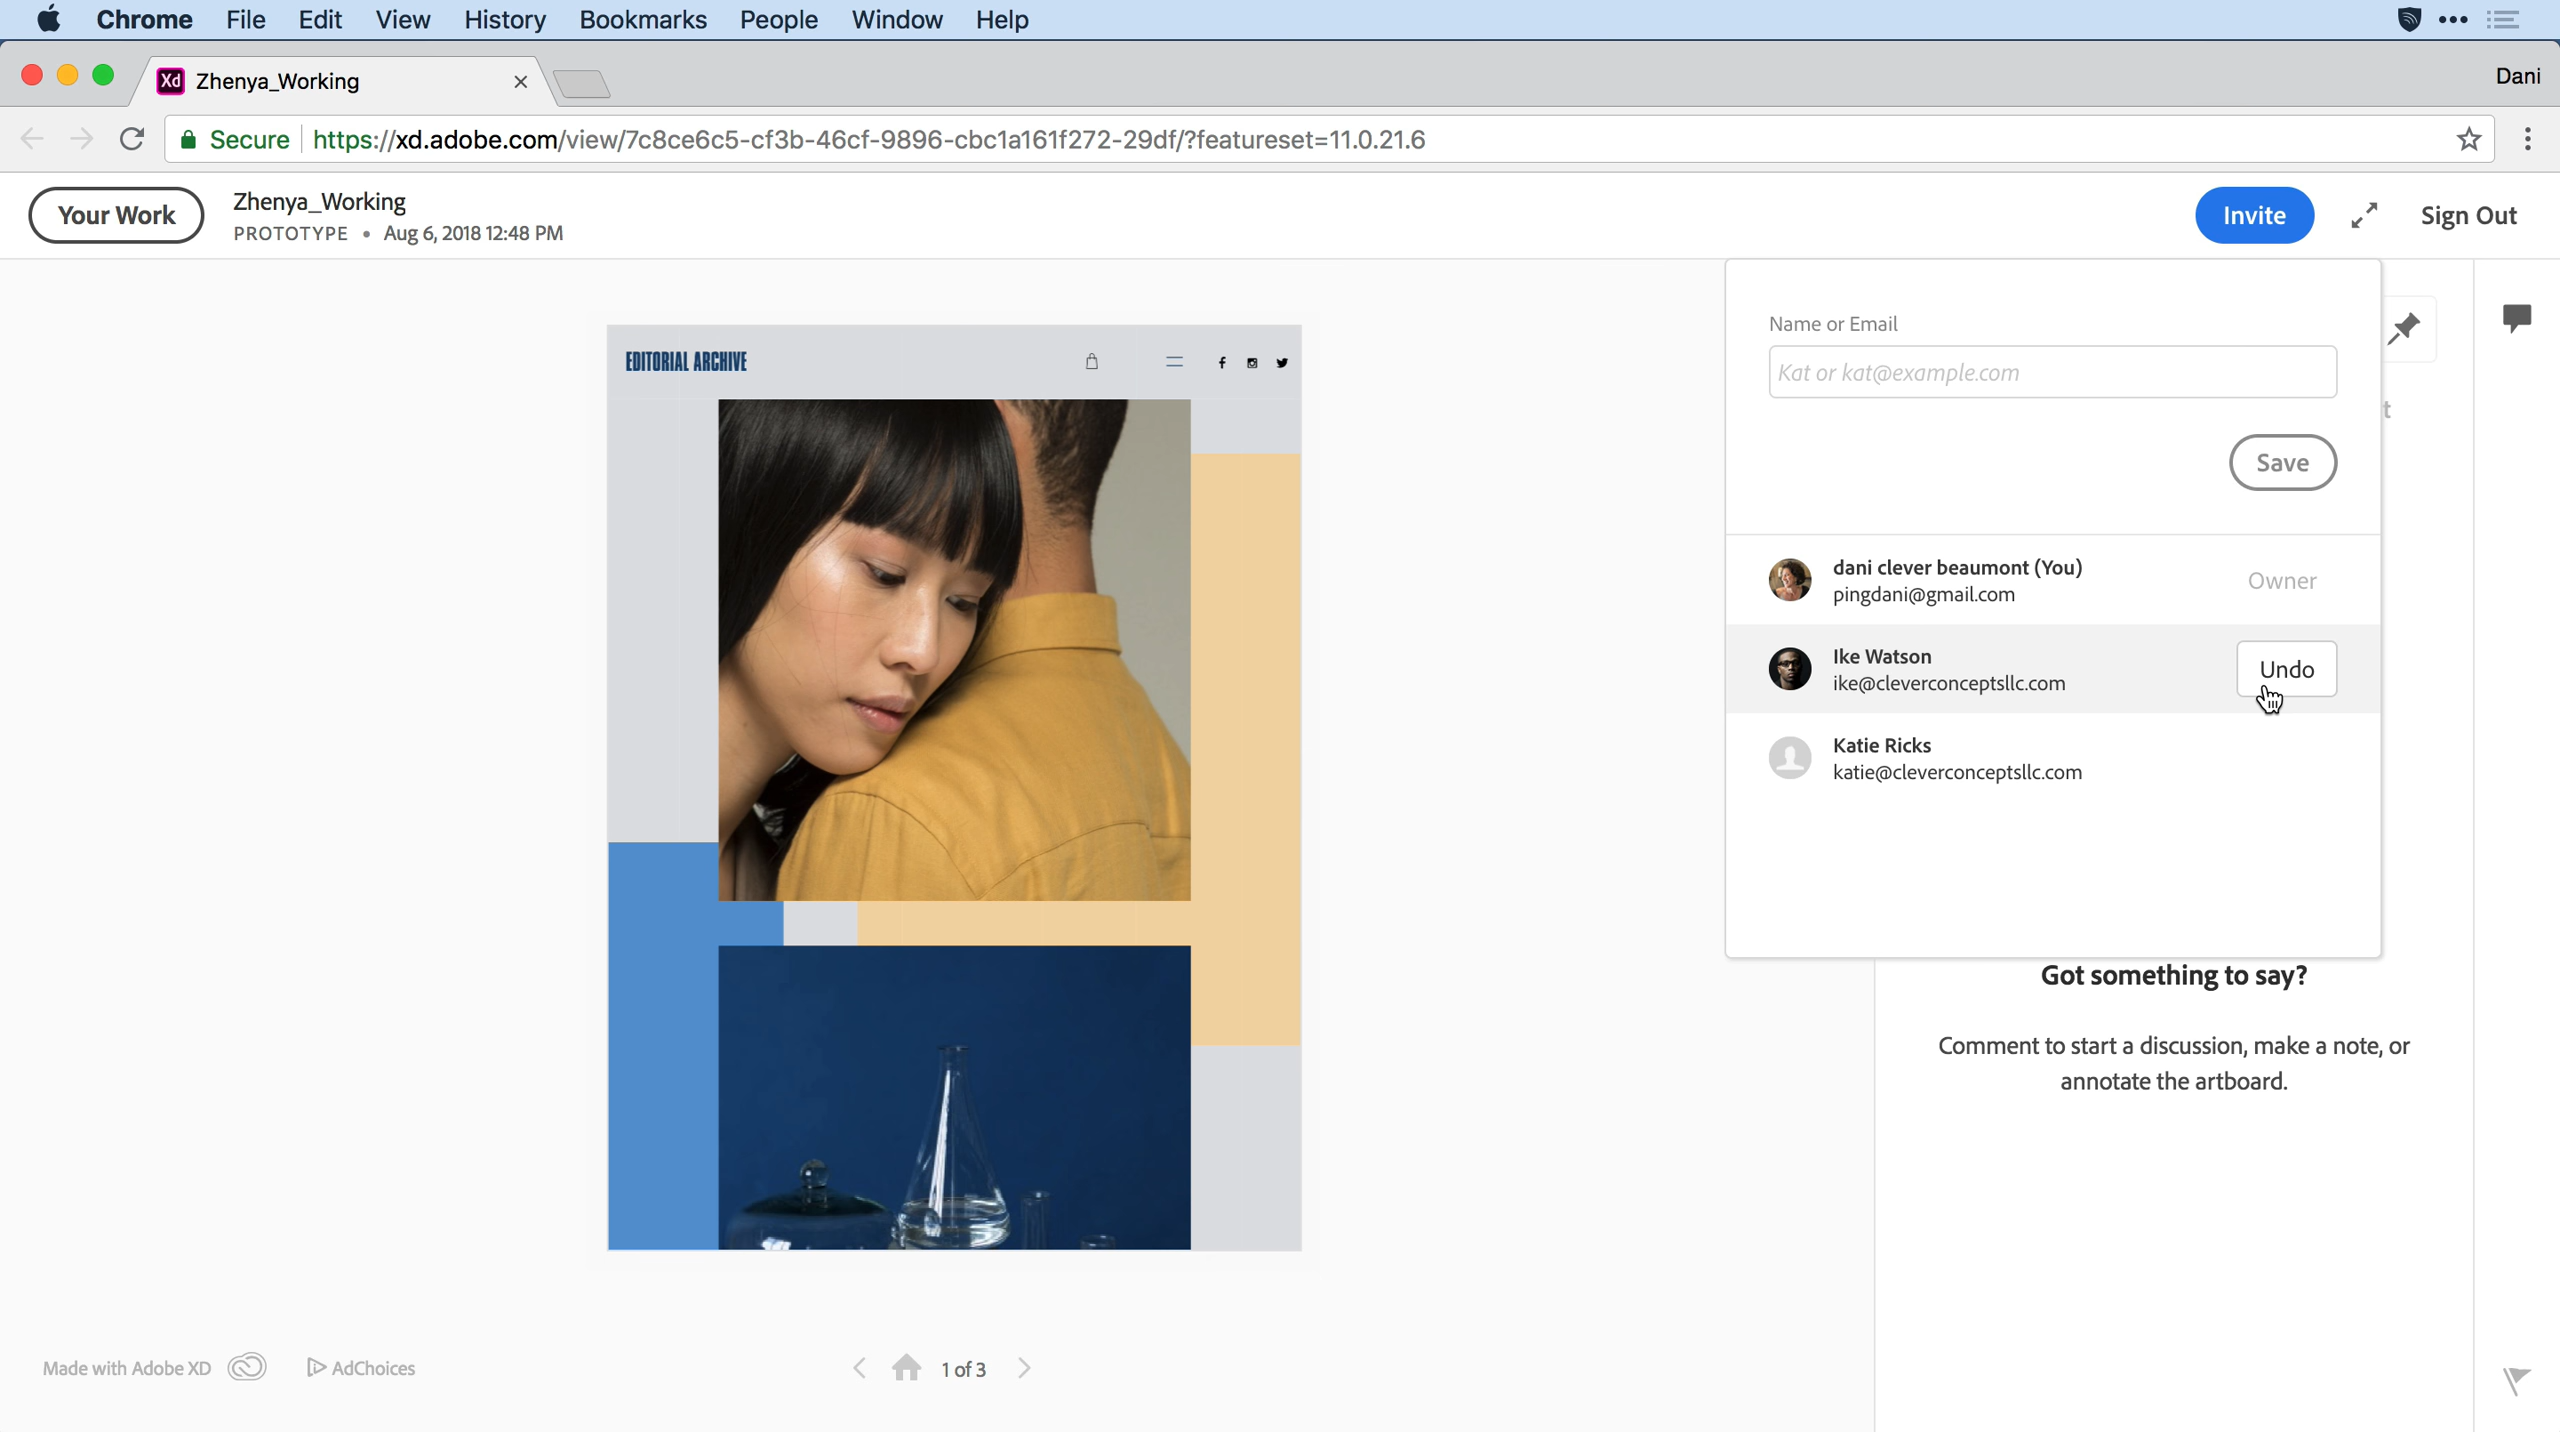 Chrome File Edit View History Bookmarks People Window Help
Xd Zhenya_Working
Dani
Secure https://xd.adobe.com/view/7c8ce6c5-cf3b-46cf-9896-cbc1a161f272-29df/?featureset=11.0.21.6
Your Work
Zhenya_Working
PROTOTYPE • Aug 6, 2018 12:48 PM
Invite
Sign Out
EDITORIAL ARCHIVE
Name or Email
Kat or kat@example.com
t
Save
dani clever beaumont (You)
pingdani@gmail.com
Owner
Ike Watson
ike@cleverconceptsllc.com
Undo
Katie Ricks
katie@cleverconceptsllc.com
Got something to say?
Comment to start a discussion, make a note, or
annotate the artboard.
Made with Adobe XD
AdChoices
1 of 3